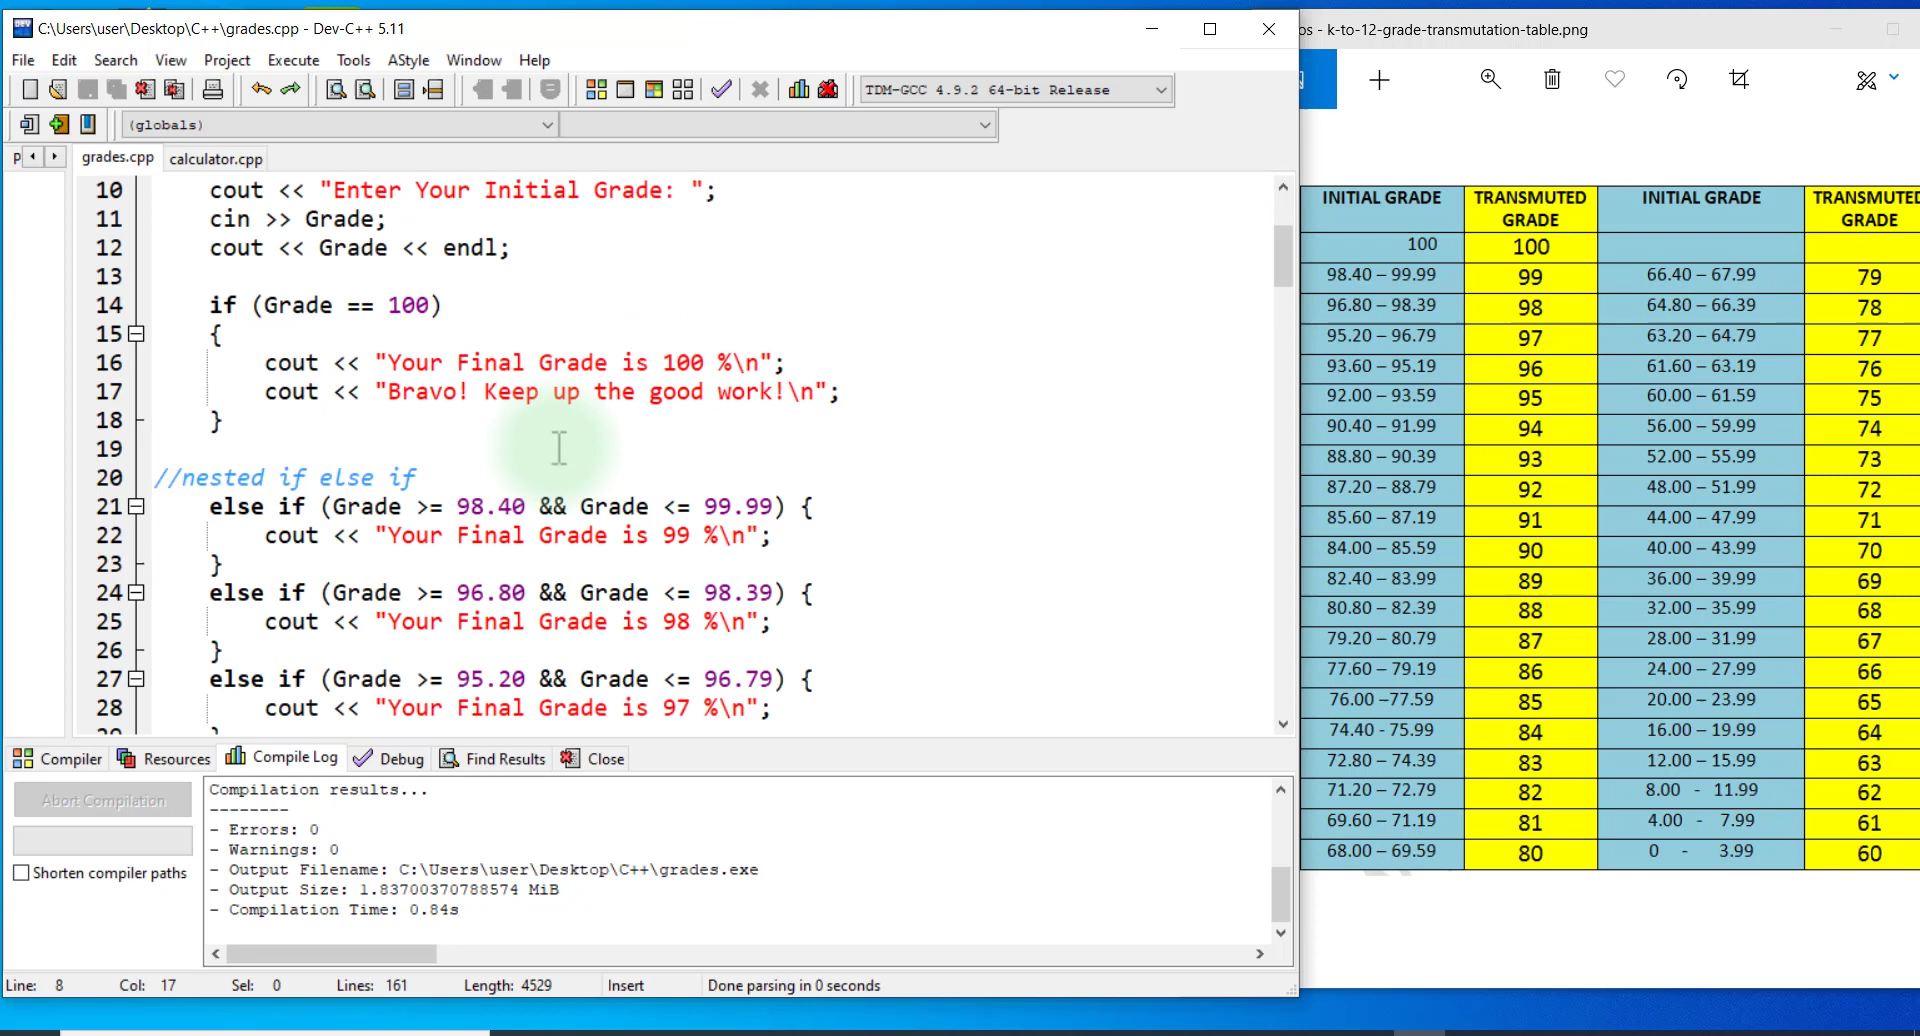 C:\Users\user\Desktop\C++\grades.cpp - Dev-C++ 5.11
File Edit Search View Project Execute Tools AStyle Window Help
TDM-GCC 4.9.2 64-bit Release
(globals)
grades.cpp calculator.cpp
10 cout << "Enter Your Initial Grade: ";
11 cin >> Grade;
12 cout << Grade << endl;
13
14 if (Grade == 100)
15 {
16 cout << "Your Final Grade is 100 %\n";
17 cout << "Bravo! Keep up the good work!\n";
18 }
19
20 //nested if else if
21 else if (Grade >= 98.40 && Grade <= 99.99) {
22 cout << "Your Final Grade is 99 %\n";
23 }
24 else if (Grade >= 96.80 && Grade <= 98.39) {
25 cout << "Your Final Grade is 98 %\n";
26 }
27 else if (Grade >= 95.20 && Grade <= 96.79) {
28 cout << "Your Final Grade is 97 %\n";
Compiler Resources Compile Log Debug Find Results Close
Abort Compilation
Shorten compiler paths
Compilation results...
--------
- Errors: 0
- Warnings: 0
- Output Filename: C:\Users\user\Desktop\C++\grades.exe
- Output Size: 1.83700370788574 MiB
- Compilation Time: 0.84s
Line: 8 Col: 17 Sel: 0 Lines: 161 Length: 4529 Insert Done parsing in 0 seconds
os - k-to-12-grade-transmutation-table.png
INITIAL GRADE TRANSMUTED GRADE INITIAL GRADE TRANSMUTED GRADE
100 100
98.40 – 99.99 99 66.40 – 67.99 79
96.80 – 98.39 98 64.80 – 66.39 78
95.20 – 96.79 97 63.20 – 64.79 77
93.60 – 95.19 96 61.60 – 63.19 76
92.00 – 93.59 95 60.00 – 61.59 75
90.40 – 91.99 94 56.00 – 59.99 74
88.80 – 90.39 93 52.00 – 55.99 73
87.20 – 88.79 92 48.00 – 51.99 72
85.60 – 87.19 91 44.00 – 47.99 71
84.00 – 85.59 90 40.00 – 43.99 70
82.40 – 83.99 89 36.00 – 39.99 69
80.80 – 82.39 88 32.00 – 35.99 68
79.20 – 80.79 87 28.00 – 31.99 67
77.60 – 79.19 86 24.00 – 27.99 66
76.00 –77.59 85 20.00 – 23.99 65
74.40 - 75.99 84 16.00 – 19.99 64
72.80 – 74.39 83 12.00 – 15.99 63
71.20 – 72.79 82 8.00 - 11.99 62
69.60 – 71.19 81 4.00 - 7.99 61
68.00 – 69.59 80 0 - 3.99 60